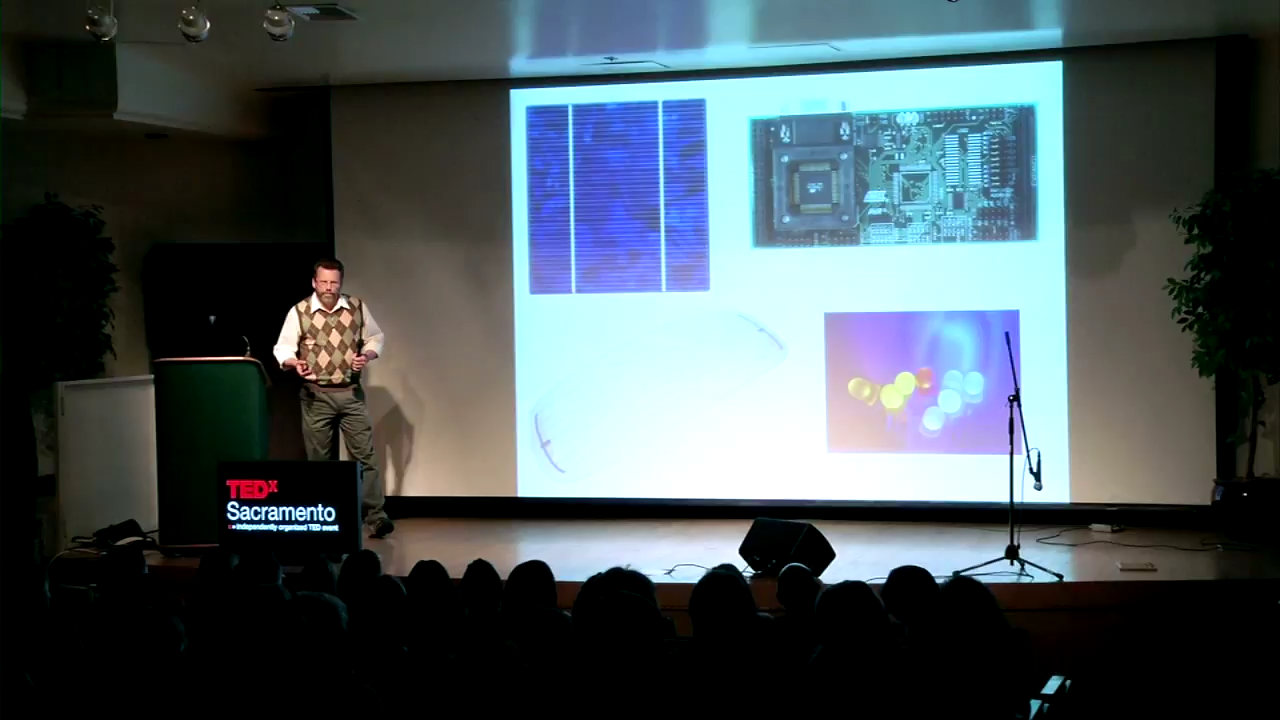 TEDx
Sacramento
x = independently organized TED event